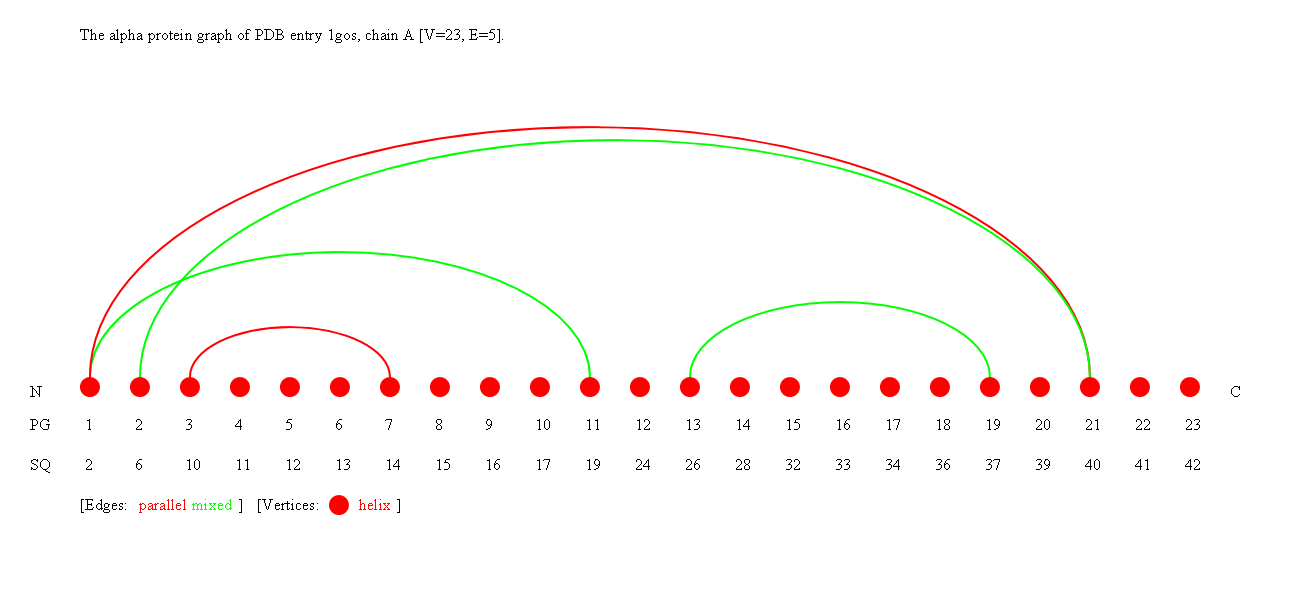 The alpha protein graph of PDB entry 1gos, chain A [V=23, E=5].
N C
PG 1 2 3 4 5 6 7 8 9 10 11 12 13 14 15 16 17 18 19 20 21 22 23
SQ 2 6 10 11 12 13 14 15 16 17 19 24 26 28 32 33 34 36 37 39 40 41 42
[Edges: parallel mixed ] [Vertices: helix ]